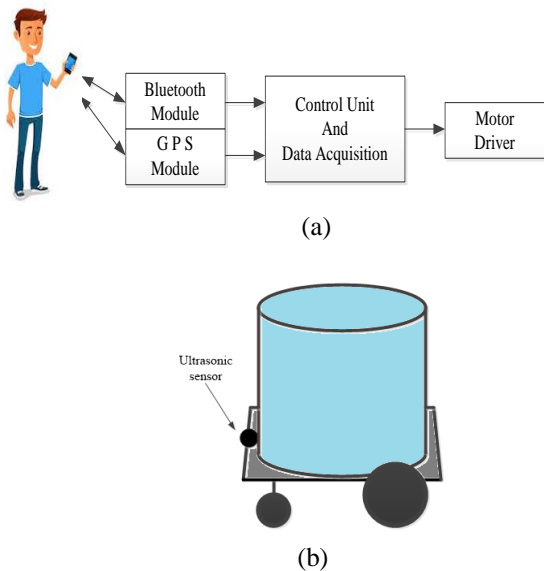 Bluetooth
Module
G P S
Module
Control Unit
And
Data Acquisition
Motor
Driver
(a)
Ultrasonic
sensor
(b)